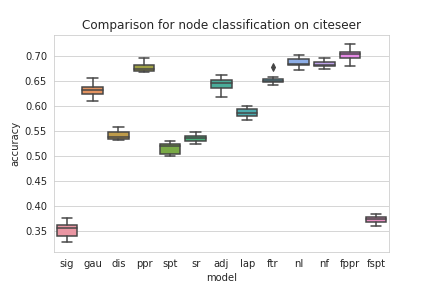 Comparison for node classification on citeseer
0.70
0.65
0.60
0.55
0.50
0.45
0.40
0.35
accuracy
sig gau dis ppr spt sr adj lap ftr nl nf fppr fspt
model